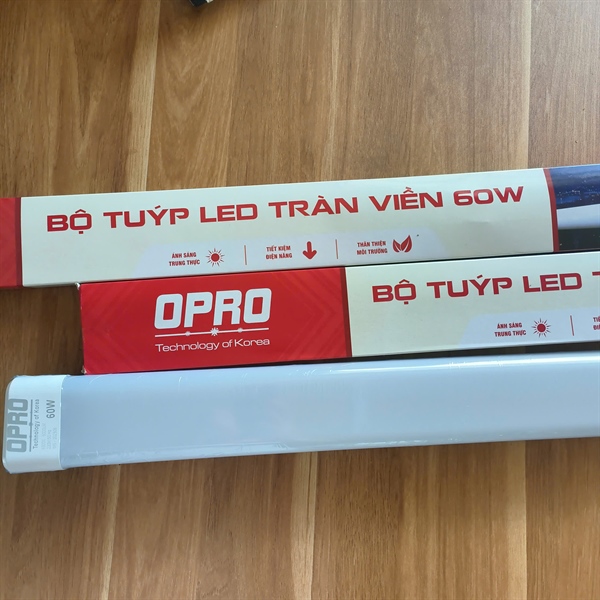 BỘ TUÝP LED TRÀN VIỀN 60W
ÁNH SÁNG
TRUNG THỰC
TIẾT KIỆM
ĐIỆN NĂNG
THÂN THIỆN
MÔI TRƯỜNG
OPRO
Technology of Korea
BỘ TUÝP LED
ÁNH SÁNG
TRUNG THỰC
OPRO
Technology of Korea
60W